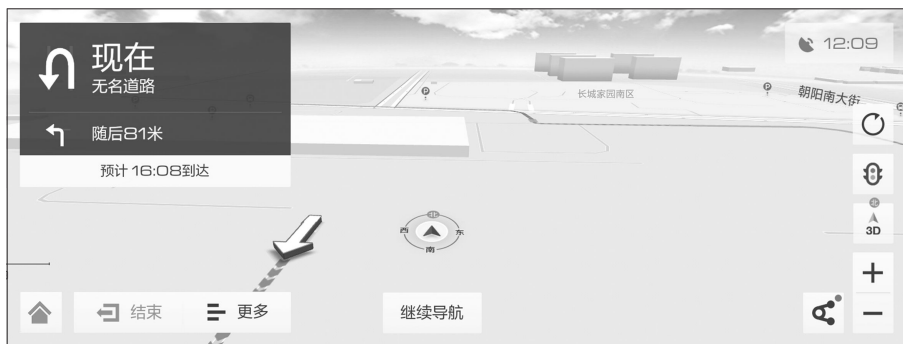 现在
无名道路
随后81米
预计 16:08到达
12:09
P
长城家园南区
P
朝阳南大街
P
北
3D
北
西
东
南
结束
更多
继续导航